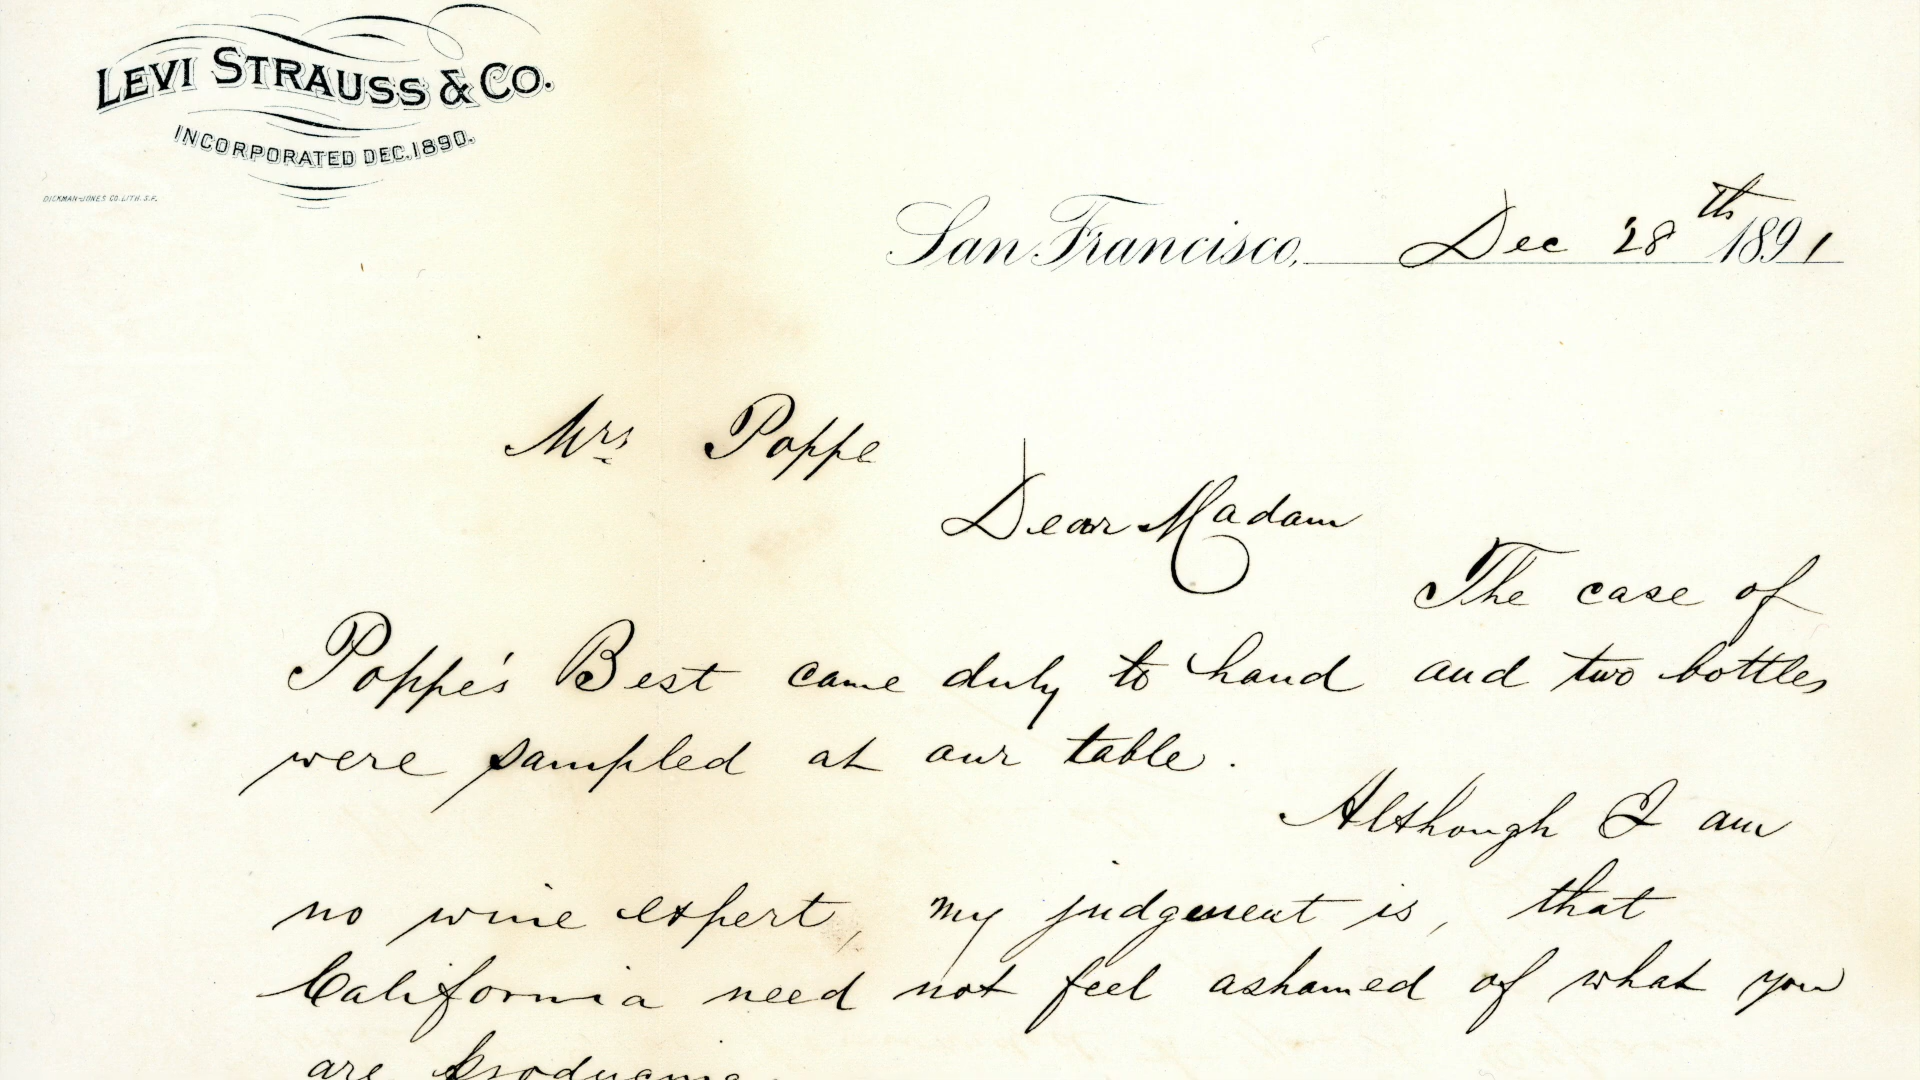 LEVI STRAUSS & CO.
INCORPORATED DEC. 1890.
DICKMAN-JONES CO. LITH. S.F.
San Francisco, Dec 28th 1891
Mrs Poppe
Dear Madam
The case of
Poppe's Best came duly to hand and two bottles
were sampled at our table.
Although I am
no wine expert, my judgement is, that
California need not feel ashamed of what you
are producing.